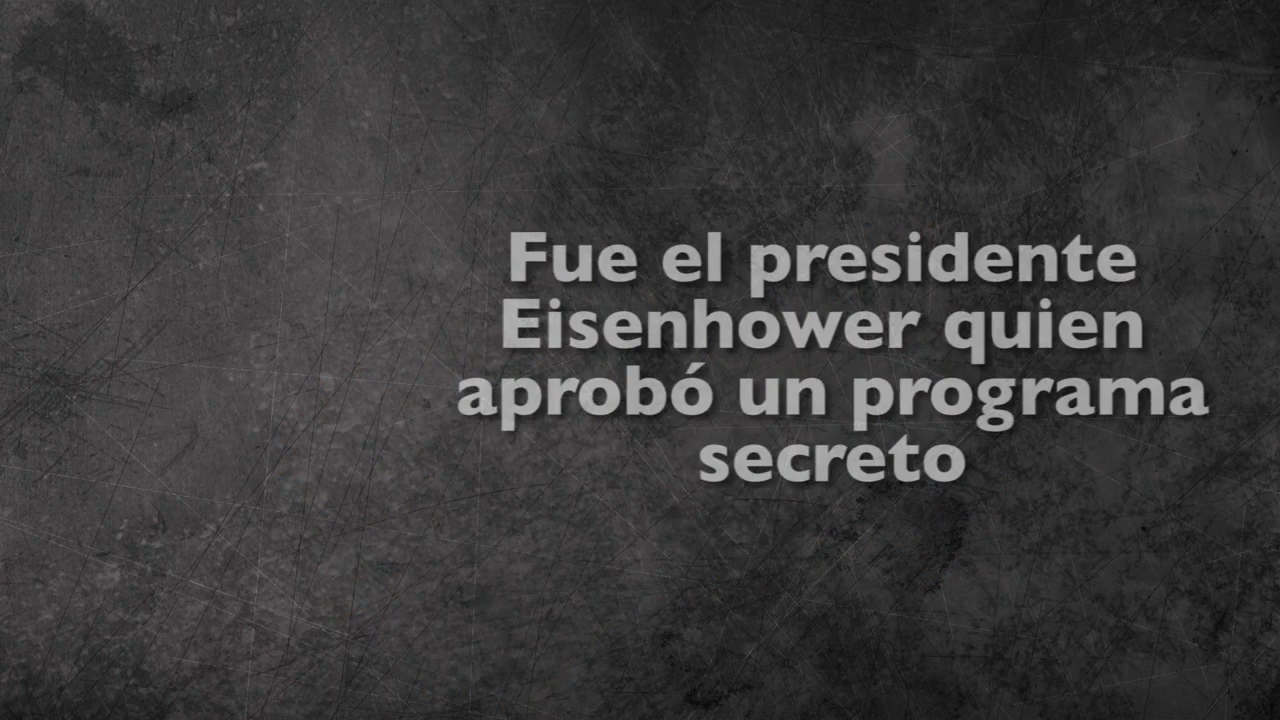 Fue el presidente
Eisenhower quien
aprobó un programa
secreto